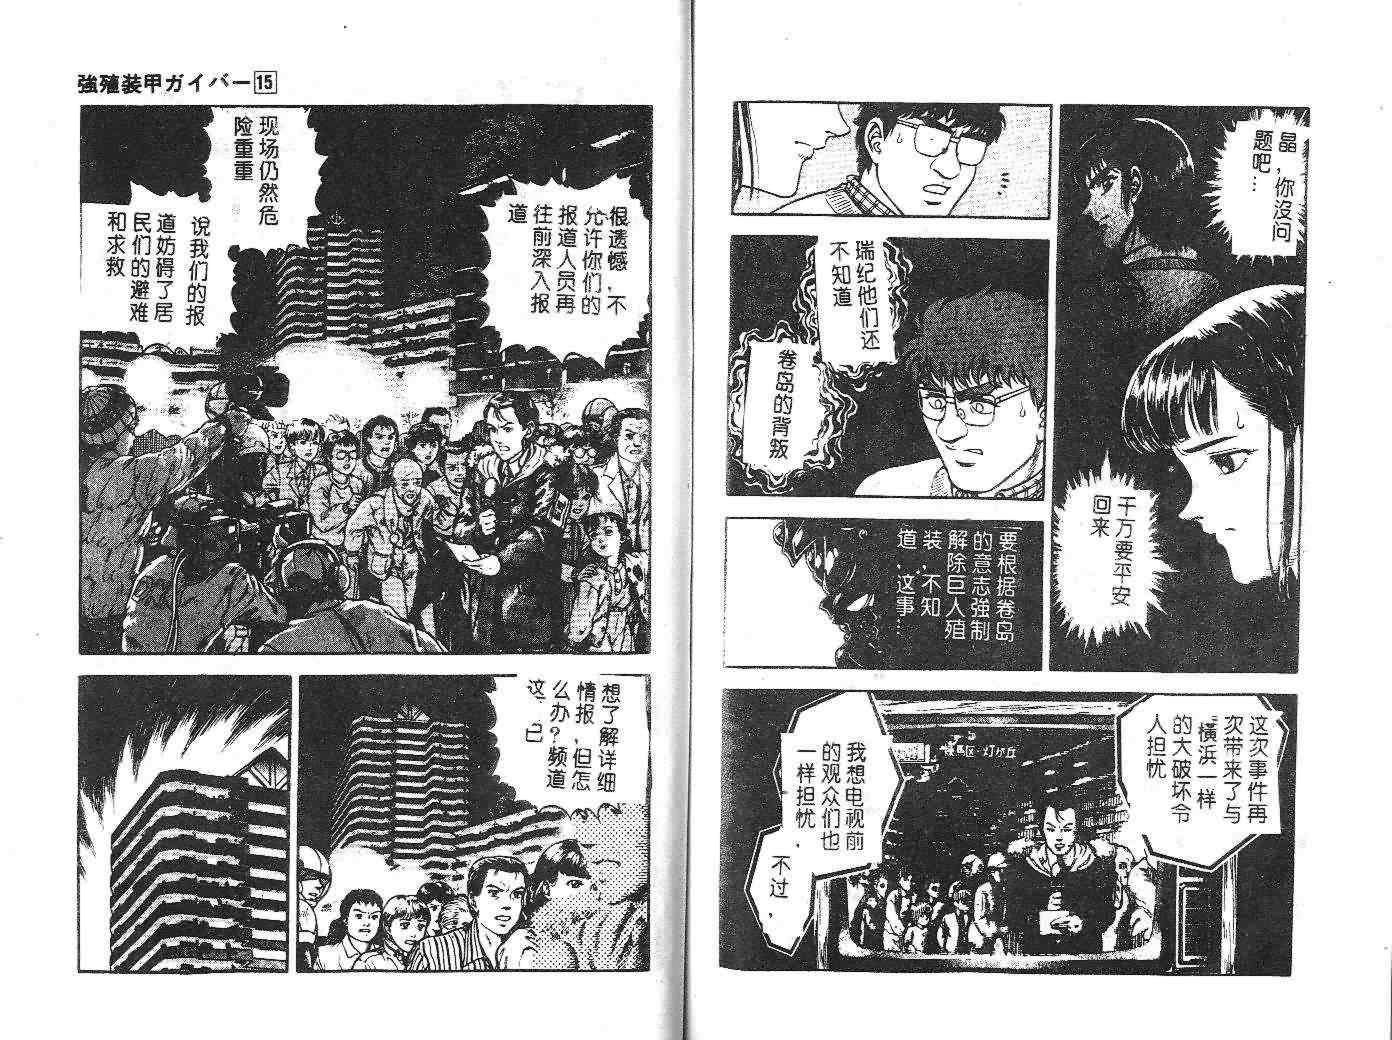 晶，你没问
题吧…
千万要平安
回来
瑞纪他们还
不知道
卷岛的背叛
要根据卷岛
的意志強制
解除巨人殖
装，不知
道，这事…
这次事件再
次带来了与
〝横浜〞一样
的大破坏令
人担忧
我想电视前
的观众们也
一样担忧，
不过，
練馬区·灯ガ丘
強殖装甲ガイバー 15
很遗憾，不
允许你们的
报道人员再
往前深入报
道
现场仍然危
险重重
说我们的报
道妨碍了居
民们的避难
和求救
想了解详细
情报，但怎
么办？频道
这、已